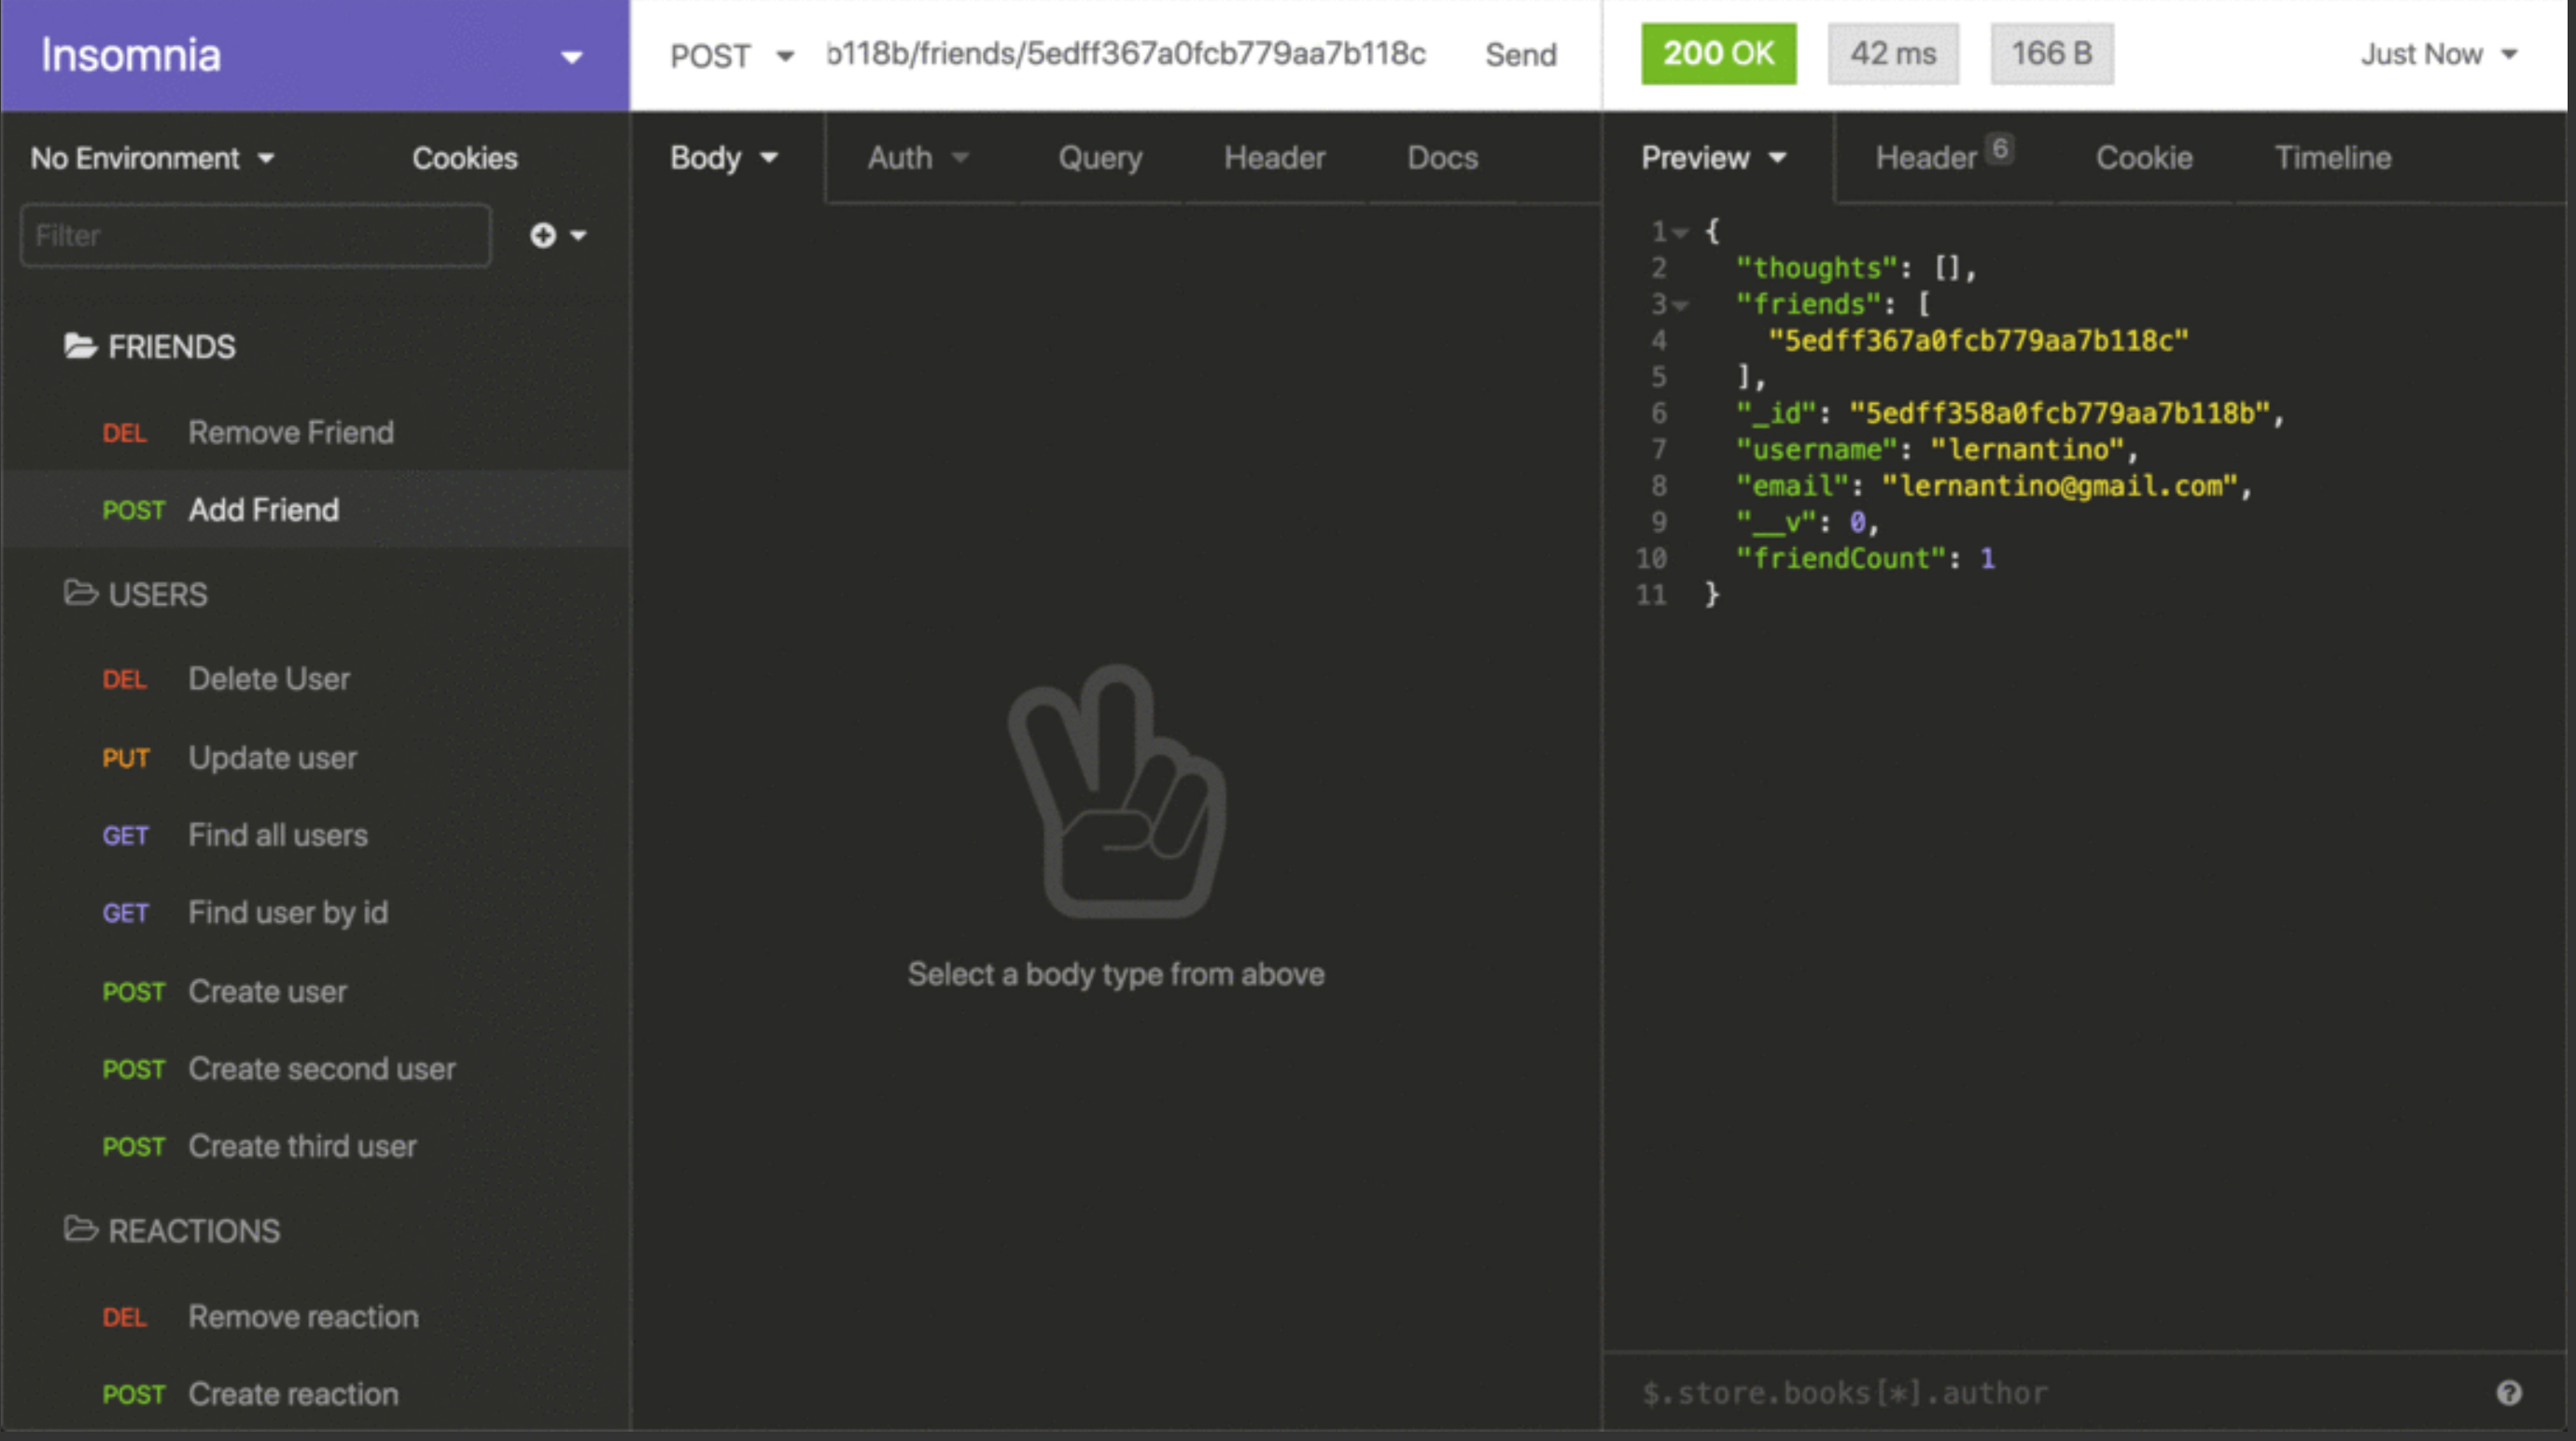 Insomnia
POST b118b/friends/5edff367a0fcb779aa7b118c Send
200 OK 42 ms 166 B Just Now
No Environment Cookies
Filter
FRIENDS
DEL Remove Friend
POST Add Friend
USERS
DEL Delete User
PUT Update user
GET Find all users
GET Find user by id
POST Create user
POST Create second user
POST Create third user
REACTIONS
DEL Remove reaction
POST Create reaction
Body Auth Query Header Docs
Select a body type from above
Preview Header 6 Cookie Timeline
1 {
2 "thoughts": [],
3 "friends": [
4 "5edff367a0fcb779aa7b118c"
5 ],
6 "_id": "5edff358a0fcb779aa7b118b",
7 "username": "lernantino",
8 "email": "lernantino@gmail.com",
9 "__v": 0,
10 "friendCount": 1
11 }
$.store.books[*].author